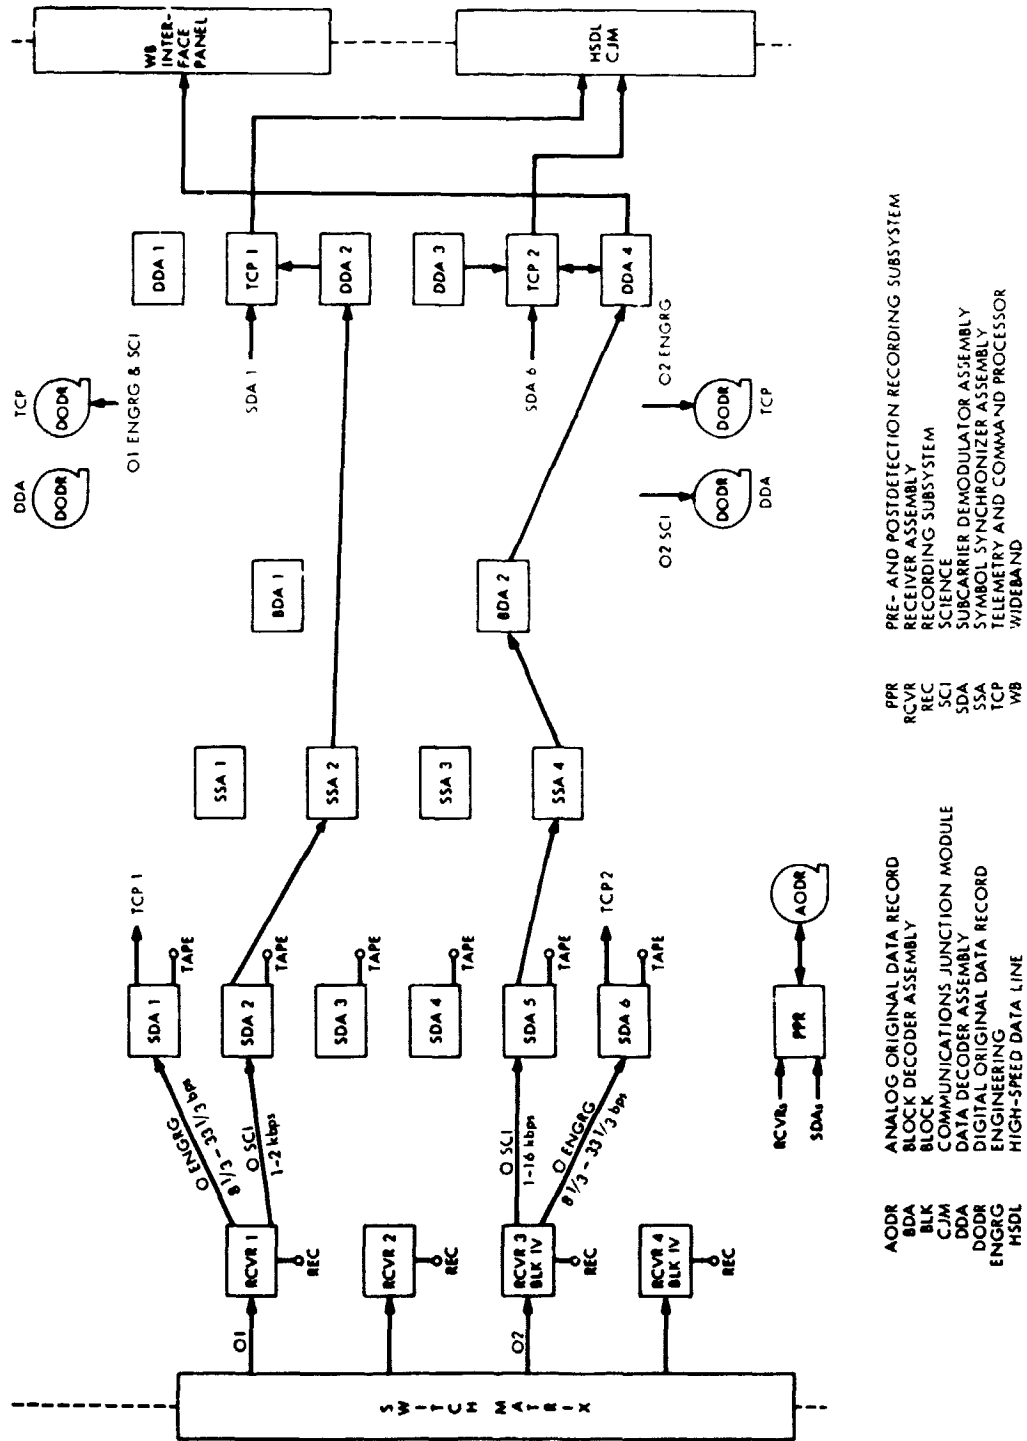 SWITCH MATRIX
O1
O2
RCVR 1
REC
RCVR 2
REC
RCVR 3
BLK IV
REC
RCVR 4
BLK IV
REC
O ENGRG
8 1/3 – 33 1/3 bps
O SCI
1-2 kbps
O SCI
1-16 kbps
O ENGRG
8 1/3 – 33 1/3 bps
SDA 1
TCP 1
TAPE
SDA 2
TAPE
SDA 3
TAPE
SDA 4
TAPE
SDA 5
TAPE
SDA 6
TCP2
TAPE
RCVRs
SDAs
PPR
AODR
SSA 1
SSA 2
SSA 3
SSA 4
BDA 1
BDA 2
DDA
DODR
TCP
DODR
O1 ENGRG & SCI
SDA 1
SDA 6
O2 SCI
O2 ENGRG
DODR
DDA
DODR
TCP
DDA 1
TCP 1
DDA 2
DDA 3
TCP 2
DDA 4
WB
INTER-
FACE
PANEL
HSDL
CJM
AODR ANALOG ORIGINAL DATA RECORD
BDA BLOCK DECODER ASSEMBLY
BLK BLOCK
CJM COMMUNICATIONS JUNCTION MODULE
DDA DATA DECODER ASSEMBLY
DODR DIGITAL ORIGINAL DATA RECORD
ENGRG ENGINEERING
HSDL HIGH-SPEED DATA LINE
PPR PRE- AND POSTDETECTION RECORDING SUBSYSTEM
RCVR RECEIVER ASSEMBLY
REC RECORDING SUBSYSTEM
SCI SCIENCE
SDA SUBCARRIER DEMODULATOR ASSEMBLY
SSA SYMBOL SYNCHRONIZER ASSEMBLY
TCP TELEMETRY AND COMMAND PROCESSOR
WB WIDEBAND